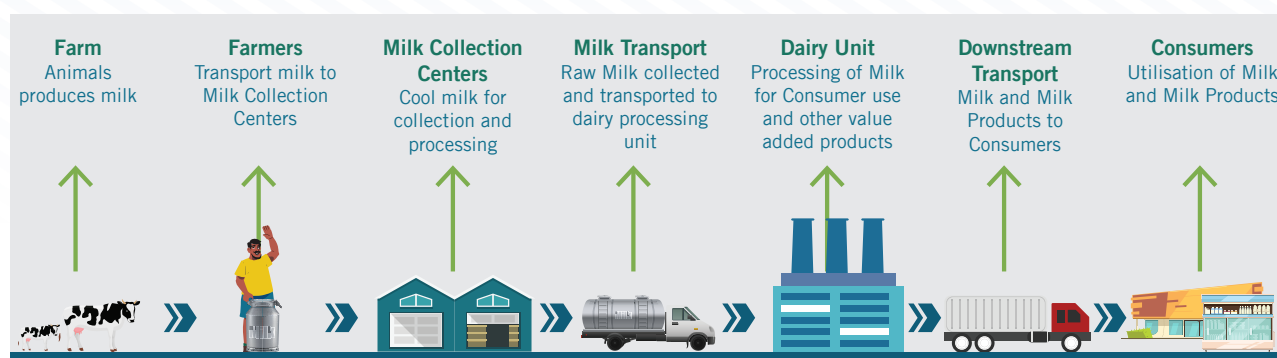 Farm
Animals
produces milk
Farmers
Transport milk to
Milk Collection
Centers
Milk Collection
Centers
Cool milk for
collection and
processing
Milk Transport
Raw Milk collected
and transported to
dairy processing
unit
Dairy Unit
Processing of Milk
for Consumer use
and other value
added products
Downstream
Transport
Milk and Milk
Products to
Consumers
Consumers
Utilisation of Milk
and Milk Products
MILK